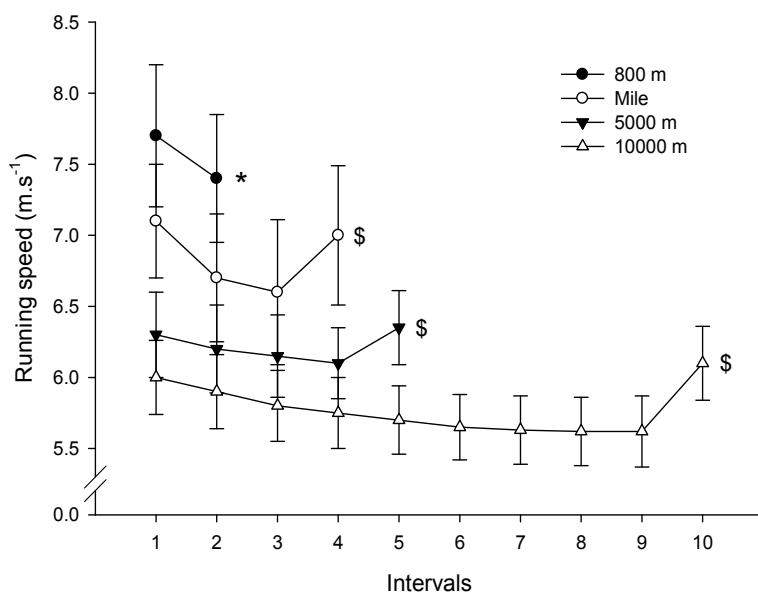 8.5
8.0
7.5
7.0
6.5
6.0
5.5
0.0
Running speed (m.s⁻¹)
800 m
Mile
5000 m
10000 m
*
$
$
$
1 2 3 4 5 6 7 8 9 10
Intervals